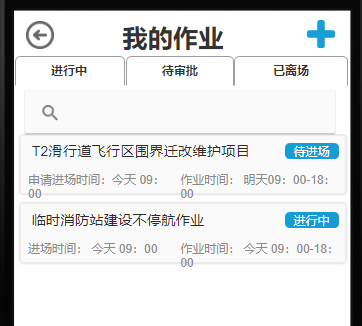 我的作业
进行中 待审批 已离场
T2滑行道飞行区围界迁改维护项目 待进场
申请进场时间：今天 09：00 作业时间： 明天09：00-18：00
临时消防站建设不停航作业 进行中
进场时间： 今天 09：00 作业时间： 今天 09：00-18：00